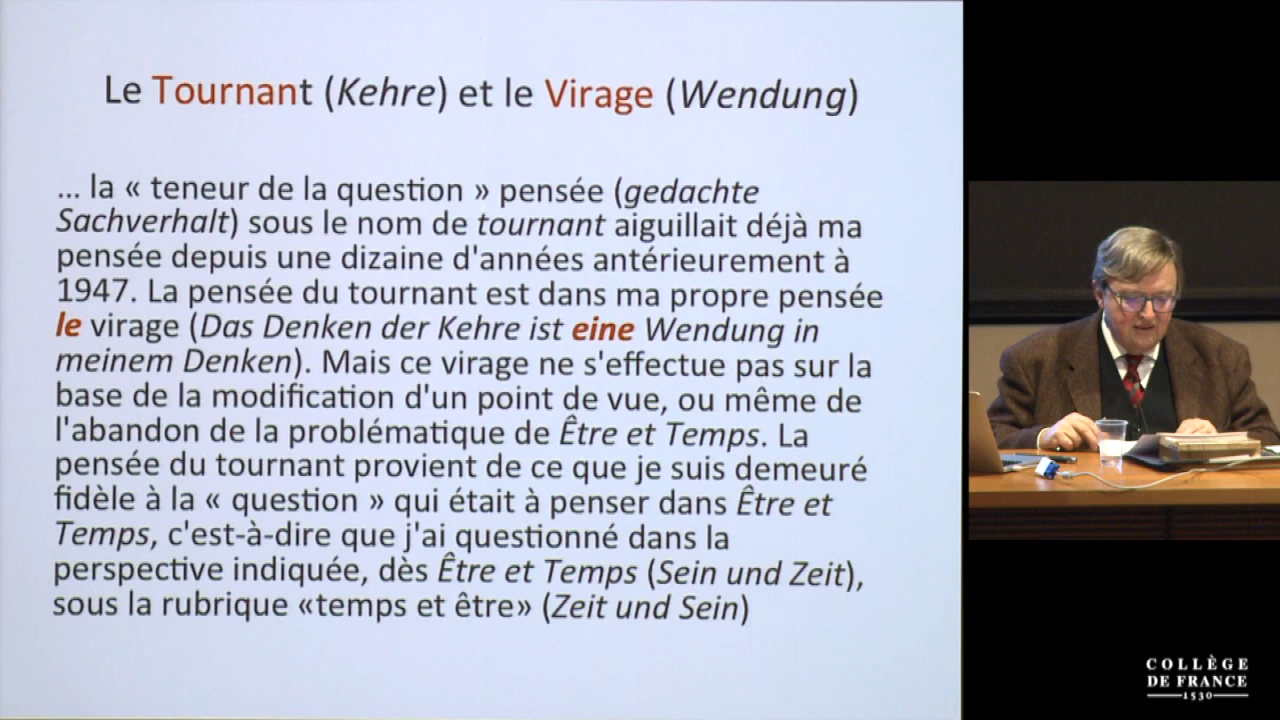 Le Tournant (Kehre) et le Virage (Wendung)
... la « teneur de la question » pensée (gedachte
Sachverhalt) sous le nom de tournant aiguillait déjà ma
pensée depuis une dizaine d'années antérieurement à
1947. La pensée du tournant est dans ma propre pensée
le virage (Das Denken der Kehre ist eine Wendung in
meinem Denken). Mais ce virage ne s'effectue pas sur la
base de la modification d'un point de vue, ou même de
l'abandon de la problématique de Être et Temps. La
pensée du tournant provient de ce que je suis demeuré
fidèle à la « question » qui était à penser dans Être et
Temps, c'est-à-dire que j'ai questionné dans la
perspective indiquée, dès Être et Temps (Sein und Zeit),
sous la rubrique «temps et être» (Zeit und Sein)
COLLÈGE
DE FRANCE
1530